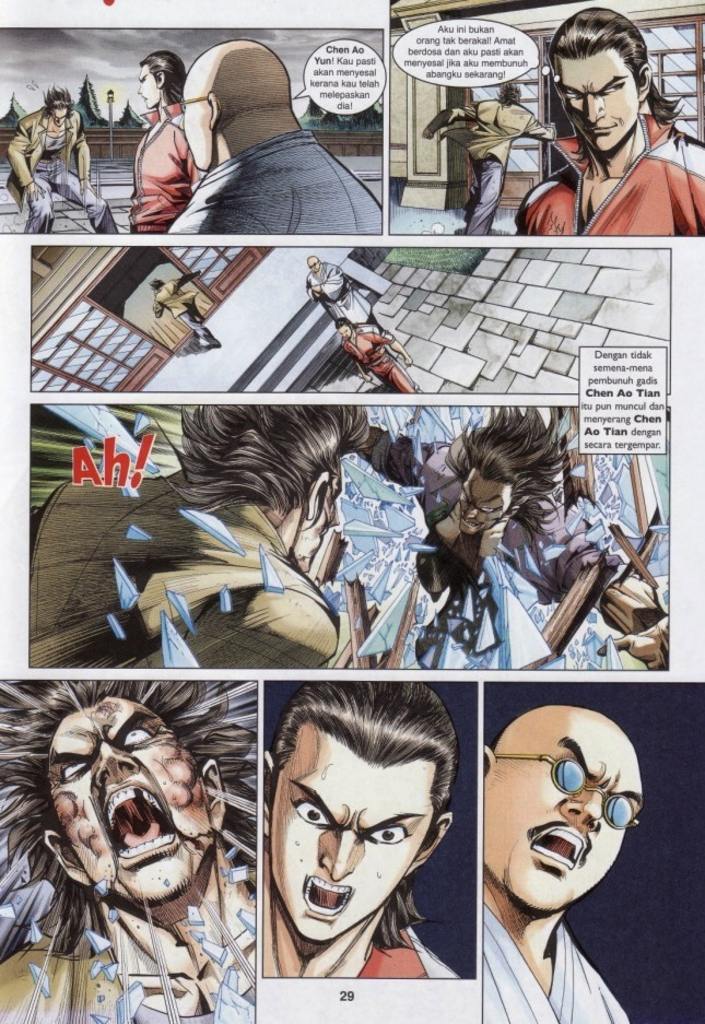 Chen Ao
Yun! Kau pasti
akan menyesal
kerana kau telah
melepaskan
dia!
Aku ini bukan
orang tak berakal! Amat
berdosa dan aku pasti akan
menyesal jika aku membunuh
abangku sekarang!
Dengan tidak
semena-mena
pembunuh gadis
Chen Ao Tian
itu pun muncul dan
menyerang Chen
Ao Tian dengan
secara tergempar.
Ah!
29